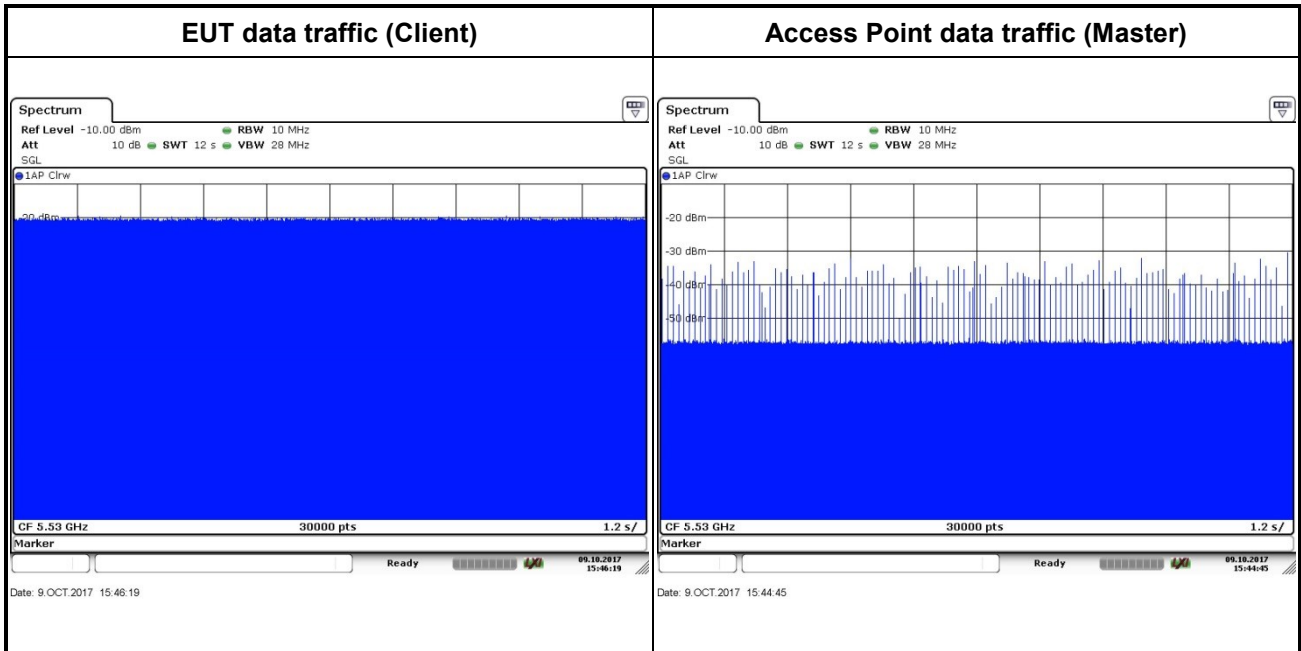 EUT data traffic (Client)
Spectrum
Ref Level -10.00 dBm RBW 10 MHz
Att 10 dB SWT 12 s VBW 28 MHz
SGL
1AP Clrw
-20 dBm
CF 5.53 GHz 30000 pts 1.2 s/
Marker
Ready 09.10.2017
15:46:19
Date: 9.OCT.2017 15:46:19
Access Point data traffic (Master)
Spectrum
Ref Level -10.00 dBm RBW 10 MHz
Att 10 dB SWT 12 s VBW 28 MHz
SGL
1AP Clrw
-20 dBm
-30 dBm
-40 dBm
-50 dBm
CF 5.53 GHz 30000 pts 1.2 s/
Marker
Ready LXI 09.10.2017
15:44:45
Date: 9.OCT.2017 15:44:45